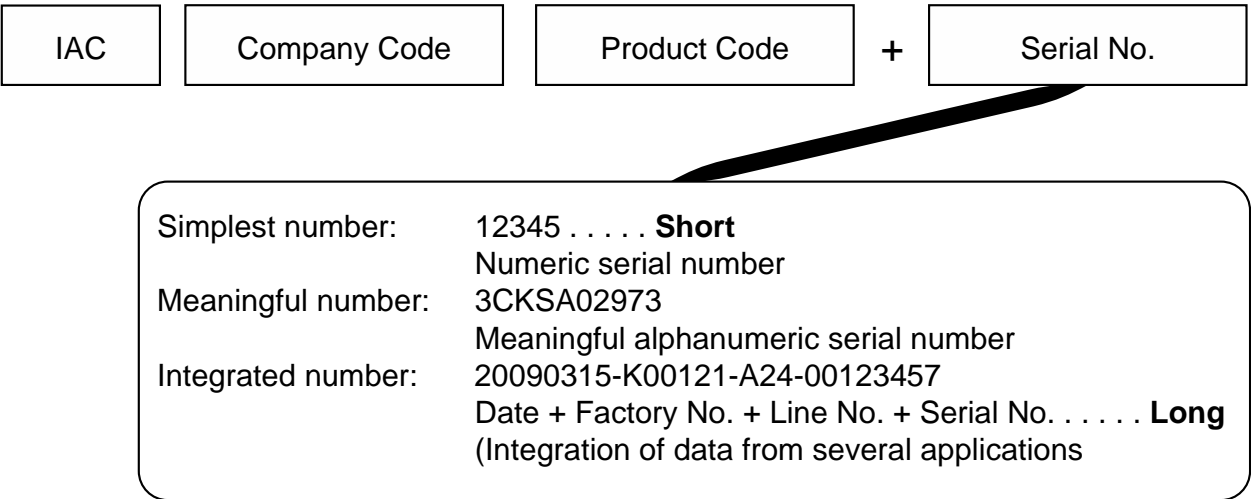 IAC Company Code Product Code + Serial No.
Simplest number: 12345 . . . . . Short
Numeric serial number
Meaningful number: 3CKSA02973
Meaningful alphanumeric serial number
Integrated number: 20090315-K00121-A24-00123457
Date + Factory No. + Line No. + Serial No. . . . . . Long
(Integration of data from several applications